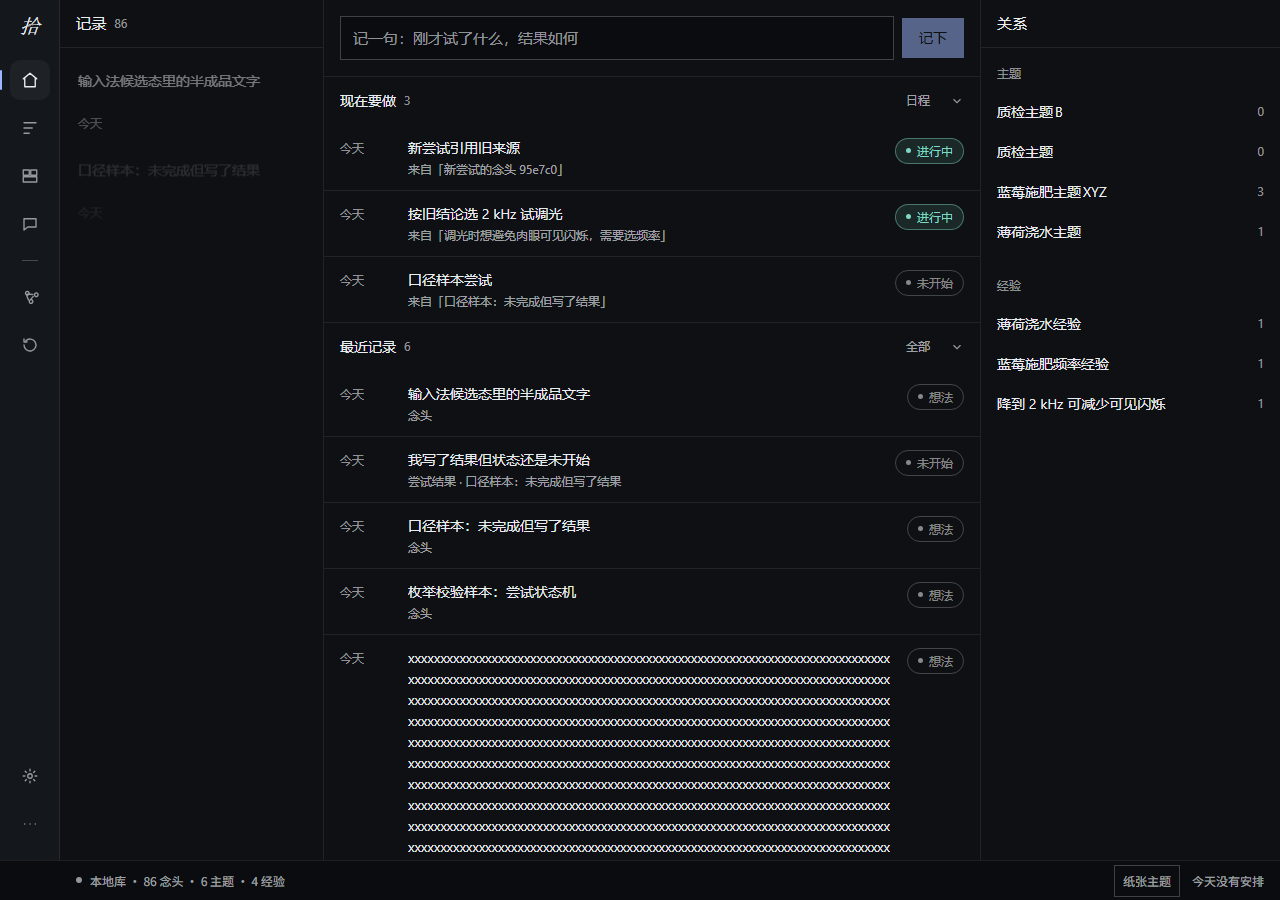 拾
记录 86
输入法候选态里的半成品文字
今天
口径样本：未完成但写了结果
今天
记一句：刚才试了什么，结果如何
记下
现在要做 3
日程
今天
新尝试引用旧来源
来自「新尝试的念头 95e7c0」
进行中
今天
按旧结论选 2 kHz 试调光
来自「调光时想避免肉眼可见闪烁，需要选频率」
进行中
今天
口径样本尝试
来自「口径样本：未完成但写了结果」
未开始
最近记录 6
全部
今天
输入法候选态里的半成品文字
念头
想法
今天
我写了结果但状态还是未开始
尝试结果 · 口径样本：未完成但写了结果
未开始
今天
口径样本：未完成但写了结果
念头
想法
今天
枚举校验样本：尝试状态机
念头
想法
今天
想法
关系
主题
质检主题B 0
质检主题 0
蓝莓施肥主题XYZ 3
薄荷浇水主题 1
经验
薄荷浇水经验 1
蓝莓施肥频率经验 1
降到 2 kHz 可减少可见闪烁 1
本地库 · 86 念头 · 6 主题 · 4 经验
纸张主题
今天没有安排